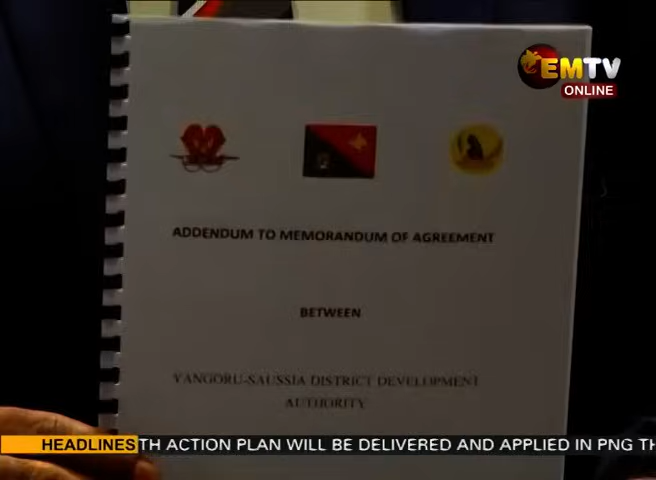 EMTV
ONLINE
ADDENDUM TO MEMORANDUM OF AGREEMENT
BETWEEN
YANGORU-SAUSSIA DISTRICT DEVELOPMENT
AUTHORITY
HEADLINES TH ACTION PLAN WILL BE DELIVERED AND APPLIED IN PNG TH